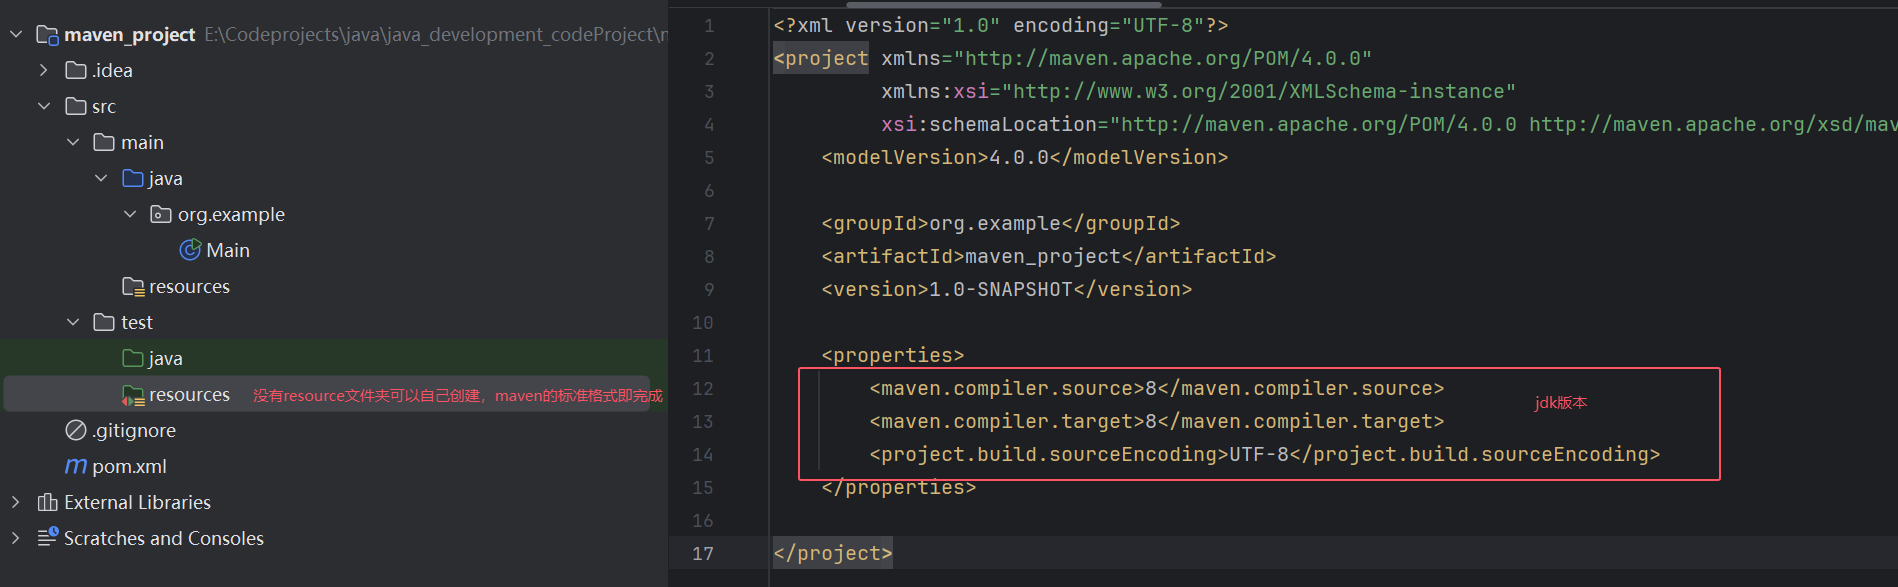 maven_project E:\Codeprojects\java\java_development_codeProject\
.idea
src
main
java
org.example
Main
resources
test
java
resources 没有resource文件夹可以自己创建，maven的标准格式即完成
.gitignore
pom.xml
External Libraries
Scratches and Consoles
1 <?xml version="1.0" encoding="UTF-8"?>
2 <project xmlns="http://maven.apache.org/POM/4.0.0"
3 xmlns:xsi="http://www.w3.org/2001/XMLSchema-instance"
4 xsi:schemaLocation="http://maven.apache.org/POM/4.0.0 http://maven.apache.org/xsd/mav
5 <modelVersion>4.0.0</modelVersion>
6
7 <groupId>org.example</groupId>
8 <artifactId>maven_project</artifactId>
9 <version>1.0-SNAPSHOT</version>
10
11 <properties>
12 <maven.compiler.source>8</maven.compiler.source>
jdk版本
13 <maven.compiler.target>8</maven.compiler.target>
14 <project.build.sourceEncoding>UTF-8</project.build.sourceEncoding>
15 </properties>
16
17 </project>